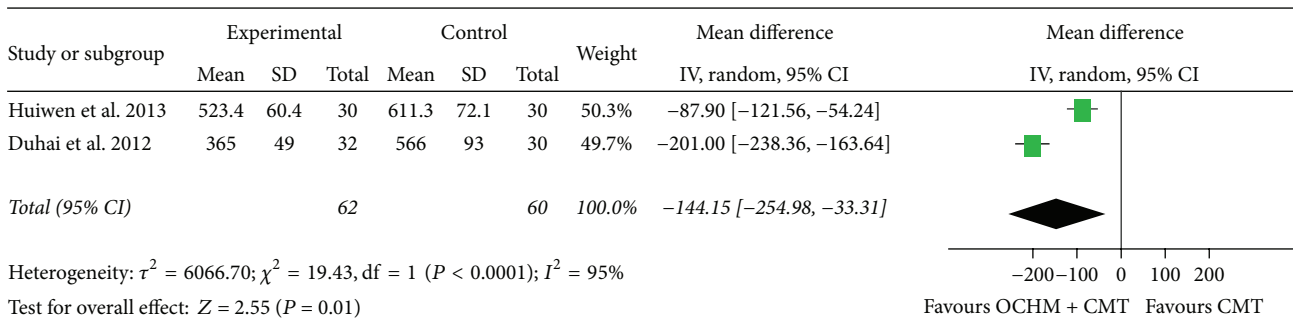 Study or subgroup Experimental Control Weight Mean difference Mean difference
Mean SD Total Mean SD Total IV, random, 95% CI IV, random, 95% CI
Huiwen et al. 2013 523.4 60.4 30 611.3 72.1 30 50.3% −87.90 [−121.56, −54.24]
Duhai et al. 2012 365 49 32 566 93 30 49.7% −201.00 [−238.36, −163.64]
Total (95% CI) 62 60 100.0% −144.15 [−254.98, −33.31]
Heterogeneity: τ² = 6066.70; χ² = 19.43, df = 1 (P < 0.0001); I² = 95%
Test for overall effect: Z = 2.55 (P = 0.01)
−200 −100 0 100 200
Favours OCHM + CMT Favours CMT